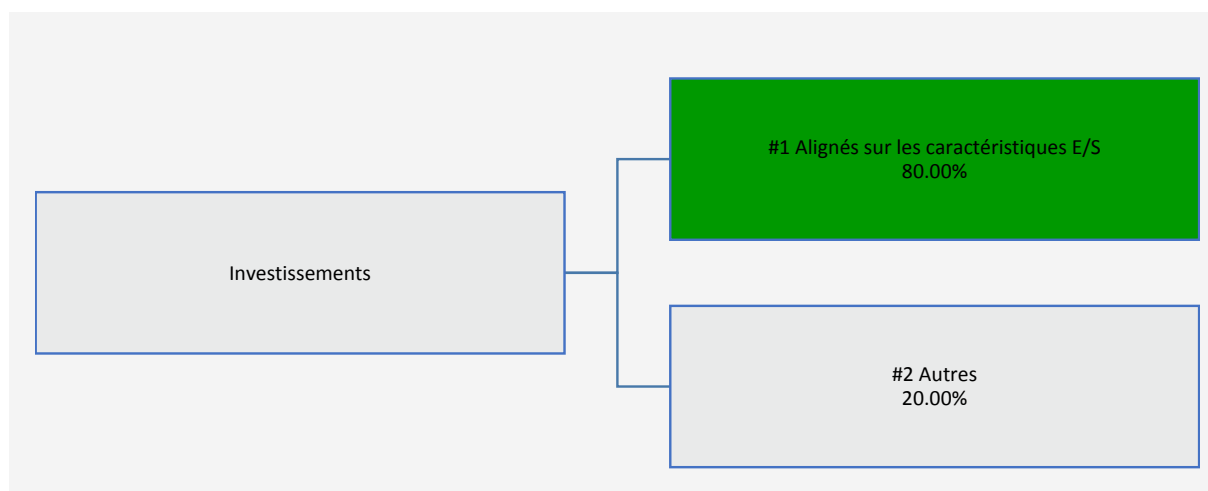 #1 Alignés sur les caractéristiques E/S
80.00%
Investissements
#2 Autres
20.00%